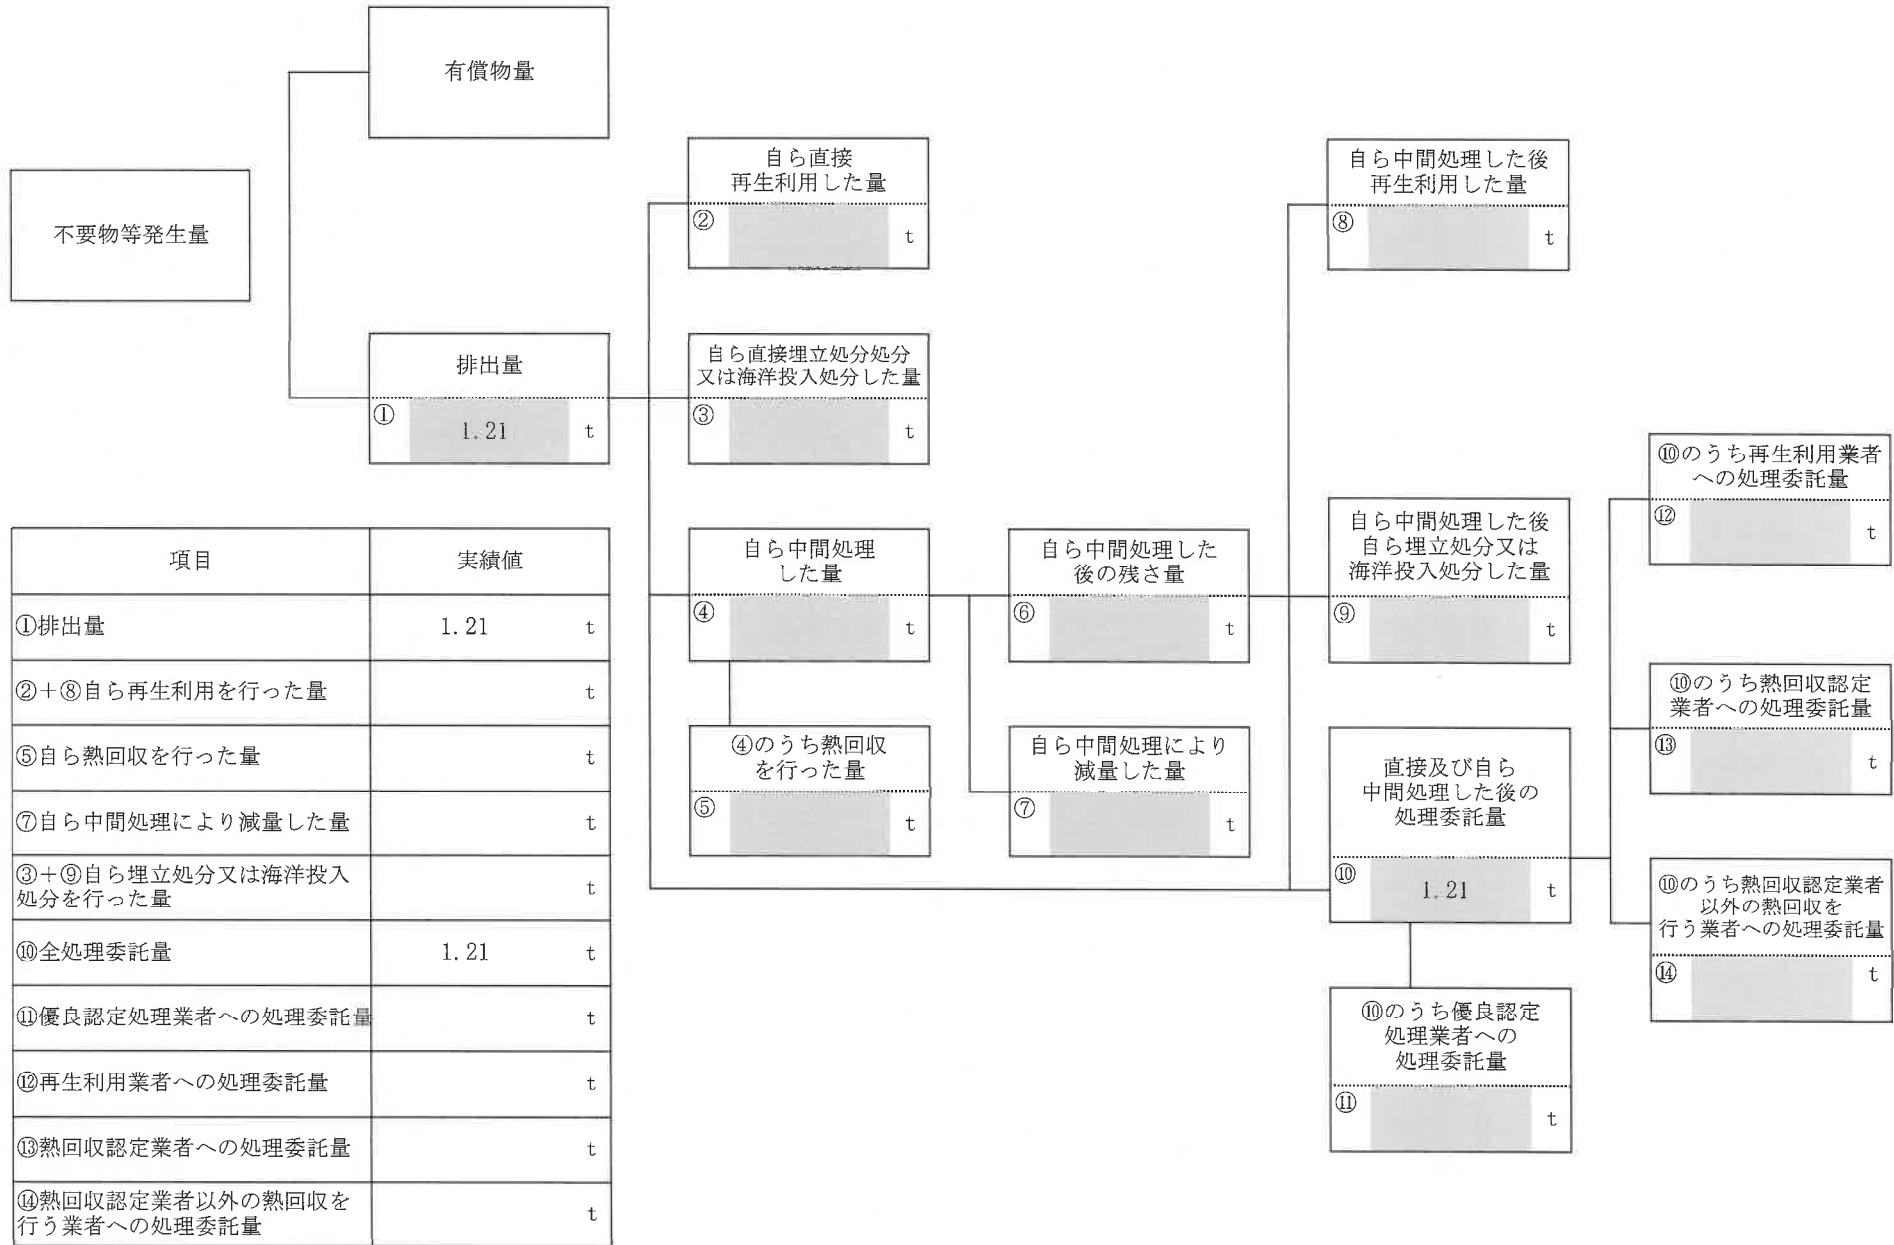 有償物量
不要物等発生量
自ら直接
再生利用した量
② t
自ら中間処理した後
再生利用した量
⑧ t
排出量
① 1.21 t
自ら直接埋立処分処分
又は海洋投入処分した量
③ t
⑩のうち再生利用業者
への処理委託量
⑫ t
自ら中間処理
した量
④ t
自ら中間処理した
後の残さ量
⑥ t
自ら中間処理した後
自ら埋立処分又は
海洋投入処分した量
⑨ t
⑩のうち熱回収認定
業者への処理委託量
⑬ t
④のうち熱回収
を行った量
⑤ t
自ら中間処理により
減量した量
⑦ t
直接及び自ら
中間処理した後の
処理委託量
⑩ 1.21 t
⑩のうち熱回収認定業者
以外の熱回収を
行う業者への処理委託量
⑭ t
⑩のうち優良認定
処理業者への
処理委託量
⑪ t
項目 実績値
①排出量 1.21 t
②＋⑧自ら再生利用を行った量 t
⑤自ら熱回収を行った量 t
⑦自ら中間処理により減量した量 t
③＋⑨自ら埋立処分又は海洋投入
処分を行った量 t
⑩全処理委託量 1.21 t
⑪優良認定処理業者への処理委託量 t
⑫再生利用業者への処理委託量 t
⑬熱回収認定業者への処理委託量 t
⑭熱回収認定業者以外の熱回収を
行う業者への処理委託量 t